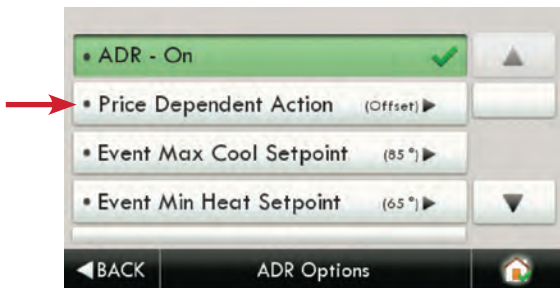 • ADR - On
• Price Dependent Action (Offset)
• Event Max Cool Setpoint (85°)
• Event Min Heat Setpoint (65°)
BACK ADR Options